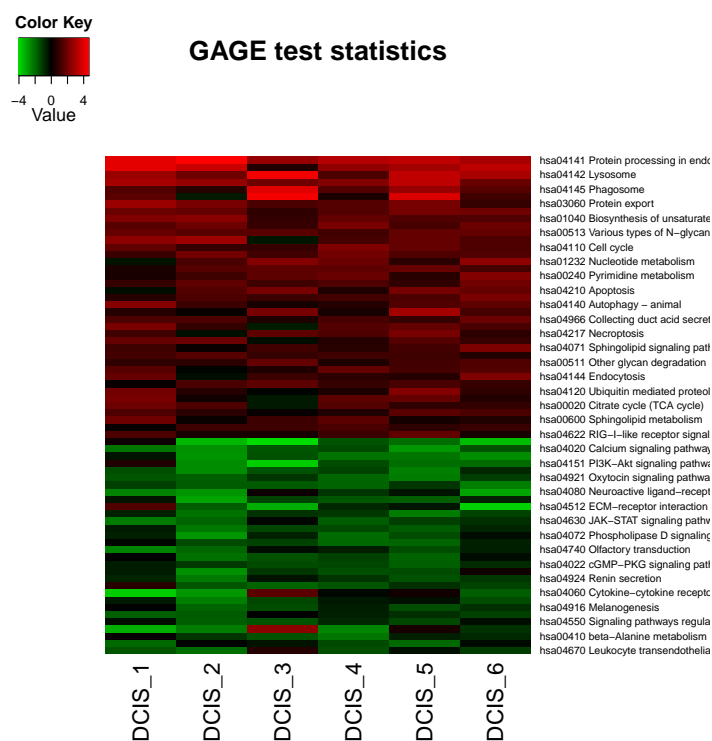 Color Key
GAGE test statistics
−4 0 4
Value
hsa04141 Protein processing in endo
hsa04142 Lysosome
hsa04145 Phagosome
hsa03060 Protein export
hsa01040 Biosynthesis of unsaturate
hsa00513 Various types of N−glycan
hsa04110 Cell cycle
hsa01232 Nucleotide metabolism
hsa00240 Pyrimidine metabolism
hsa04210 Apoptosis
hsa04140 Autophagy − animal
hsa04966 Collecting duct acid secret
hsa04217 Necroptosis
hsa04071 Sphingolipid signaling path
hsa00511 Other glycan degradation
hsa04144 Endocytosis
hsa04120 Ubiquitin mediated proteol
hsa00020 Citrate cycle (TCA cycle)
hsa00600 Sphingolipid metabolism
hsa04622 RIG−I−like receptor signal
hsa04020 Calcium signaling pathway
hsa04151 PI3K−Akt signaling pathwa
hsa04921 Oxytocin signaling pathwa
hsa04080 Neuroactive ligand−recept
hsa04512 ECM−receptor interaction
hsa04630 JAK−STAT signaling pathw
hsa04072 Phospholipase D signaling
hsa04740 Olfactory transduction
hsa04022 cGMP−PKG signaling path
hsa04924 Renin secretion
hsa04060 Cytokine−cytokine recepto
hsa04916 Melanogenesis
hsa04550 Signaling pathways regula
hsa00410 beta−Alanine metabolism
hsa04670 Leukocyte transendothelia
DCIS_1 DCIS_2 DCIS_3 DCIS_4 DCIS_5 DCIS_6